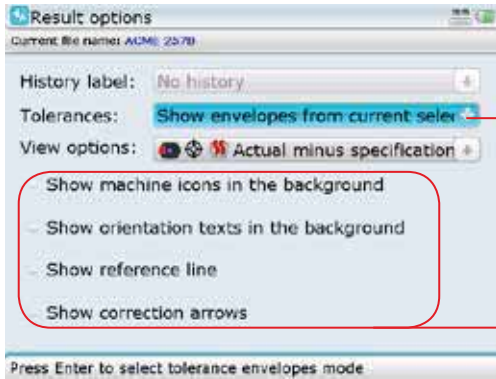 Result options
Current file name: ACME 2570
History label: No history
Tolerances: Show envelopes from current selec
View options: Actual minus specification
Show machine icons in the background
Show orientation texts in the background
Show reference line
Show correction arrows
Press Enter to select tolerance envelopes mode